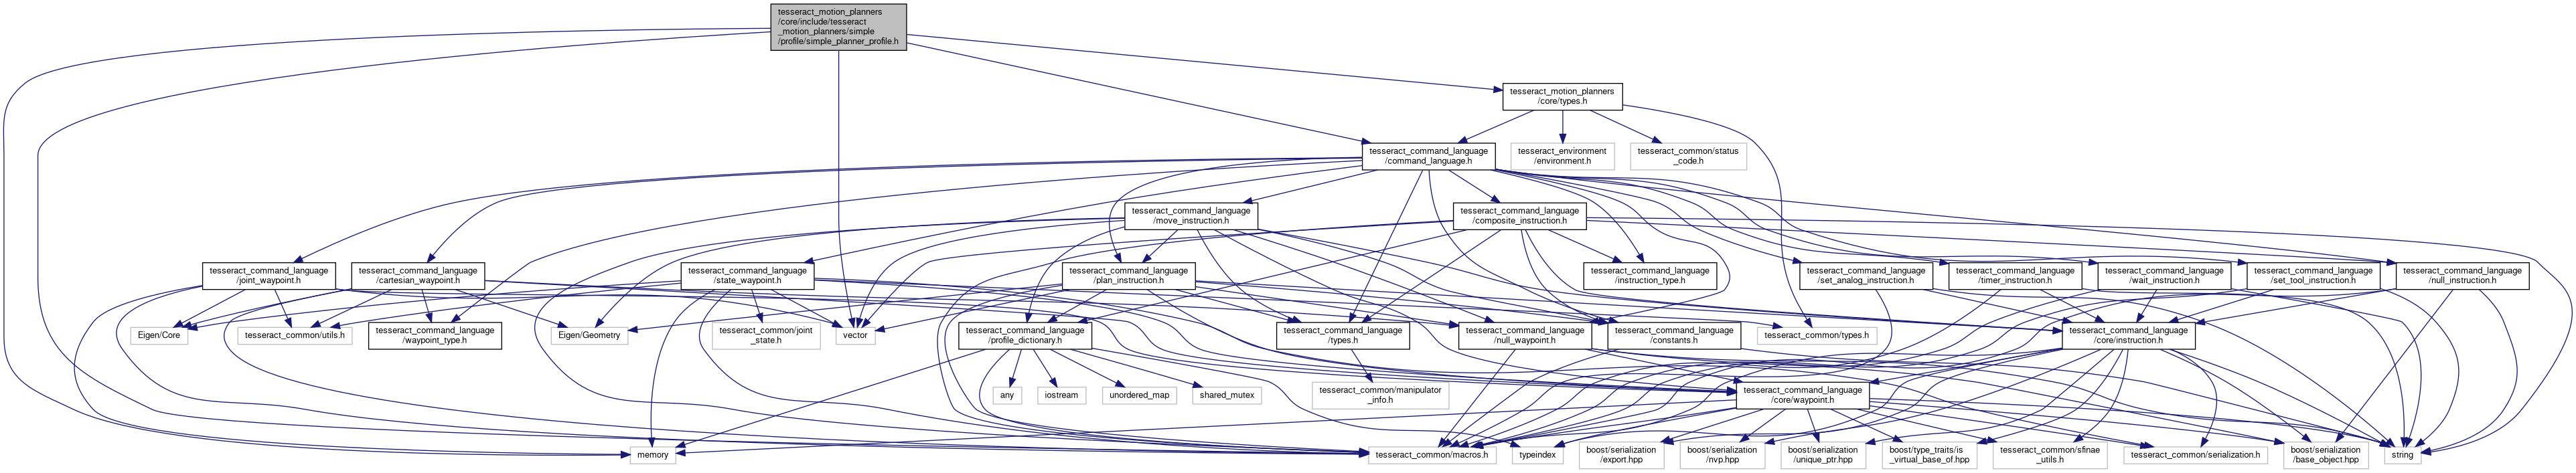 tesseract_motion_planners
/core/include/tesseract
_motion_planners/simple
/profile/simple_planner_profile.h
tesseract_motion_planners
/core/types.h
tesseract_command_language
/command_language.h
tesseract_environment
/environment.h
tesseract_common/status
_code.h
tesseract_command_language
/move_instruction.h
tesseract_command_language
/composite_instruction.h
tesseract_command_language
/joint_waypoint.h
tesseract_command_language
/cartesian_waypoint.h
tesseract_command_language
/state_waypoint.h
tesseract_command_language
/plan_instruction.h
tesseract_command_language
/instruction_type.h
tesseract_command_language
/set_analog_instruction.h
tesseract_command_language
/timer_instruction.h
tesseract_command_language
/wait_instruction.h
tesseract_command_language
/set_tool_instruction.h
tesseract_command_language
/null_instruction.h
Eigen/Core
tesseract_common/utils.h
tesseract_command_language
/waypoint_type.h
Eigen/Geometry
tesseract_common/joint
_state.h
vector
tesseract_command_language
/profile_dictionary.h
tesseract_command_language
/types.h
tesseract_command_language
/null_waypoint.h
tesseract_command_language
/constants.h
tesseract_common/types.h
tesseract_command_language
/core/instruction.h
any
iostream
unordered_map
shared_mutex
tesseract_common/manipulator
_info.h
tesseract_command_language
/core/waypoint.h
memory
tesseract_common/macros.h
typeindex
boost/serialization
/export.hpp
boost/serialization
/nvp.hpp
boost/serialization
/unique_ptr.hpp
boost/type_traits/is
_virtual_base_of.hpp
tesseract_common/sfinae
_utils.h
tesseract_common/serialization.h
boost/serialization
/base_object.hpp
string